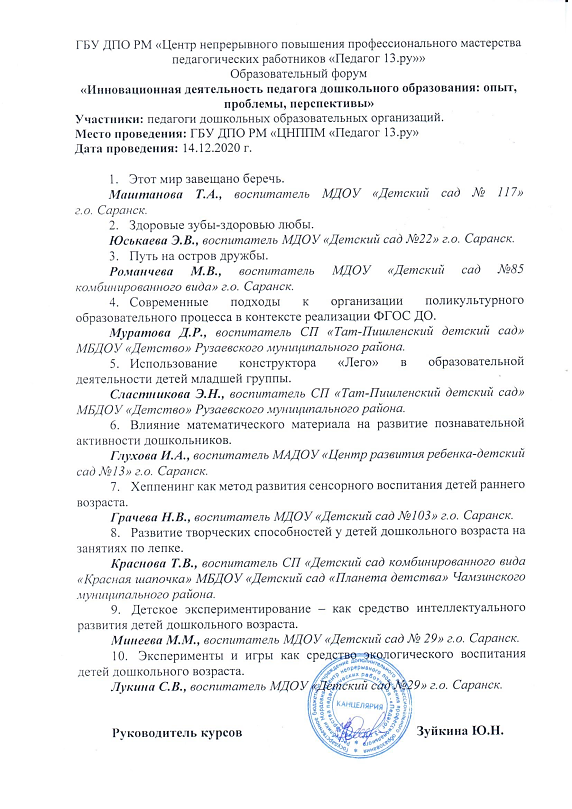 ГБУ ДПО РМ «Центр непрерывного повышения профессионального мастерства
педагогических работников «Педагог 13.ру»»
Образовательный форум
«Инновационная деятельность педагога дошкольного образования: опыт,
проблемы, перспективы»
Участники: педагоги дошкольных образовательных организаций.
Место проведения: ГБУ ДПО РМ «ЦНППМ «Педагог 13.ру»
Дата проведения: 14.12.2020 г.
1. Этот мир завещано беречь.
Маштанова Т.А., воспитатель МДОУ «Детский сад № 117»
г.о. Саранск.
2. Здоровые зубы-здоровью любы.
Юськаева Э.В., воспитатель МДОУ «Детский сад №22» г.о. Саранск.
3. Путь на остров дружбы.
Романчева М.В., воспитатель МДОУ «Детский сад №85
комбинированного вида» г.о. Саранск.
4. Современные подходы к организации поликультурного
образовательного процесса в контексте реализации ФГОС ДО.
Муратова Д.Р., воспитатель СП «Тат-Пишленский детский сад»
МБДОУ «Детство» Рузаевского муниципального района.
5. Использование конструктора «Лего» в образовательной
деятельности детей младшей группы.
Сластникова Э.Н., воспитатель СП «Тат-Пишленский детский сад»
МБДОУ «Детство» Рузаевского муниципального района.
6. Влияние математического материала на развитие познавательной
активности дошкольников.
Глухова И.А., воспитатель МАДОУ «Центр развития ребенка-детский
сад №13» г.о. Саранск.
7. Хеппенинг как метод развития сенсорного воспитания детей раннего
возраста.
Грачева Н.В., воспитатель МДОУ «Детский сад №103» г.о. Саранск.
8. Развитие творческих способностей у детей дошкольного возраста на
занятиях по лепке.
Краснова Т.В., воспитатель СП «Детский сад комбинированного вида
«Красная шапочка» МБДОУ «Детский сад «Планета детства» Чамзинского
муниципального района.
9. Детское экспериментирование – как средство интеллектуального
развития детей дошкольного возраста.
Минеева М.М., воспитатель МДОУ «Детский сад № 29» г.о. Саранск.
10. Эксперименты и игры как средство экологического воспитания
детей дошкольного возраста.
Лукина С.В., воспитатель МДОУ «Детский сад №29» г.о. Саранск.
КАНЦЕЛЯРИЯ
Руководитель курсов Зуйкина Ю.Н.